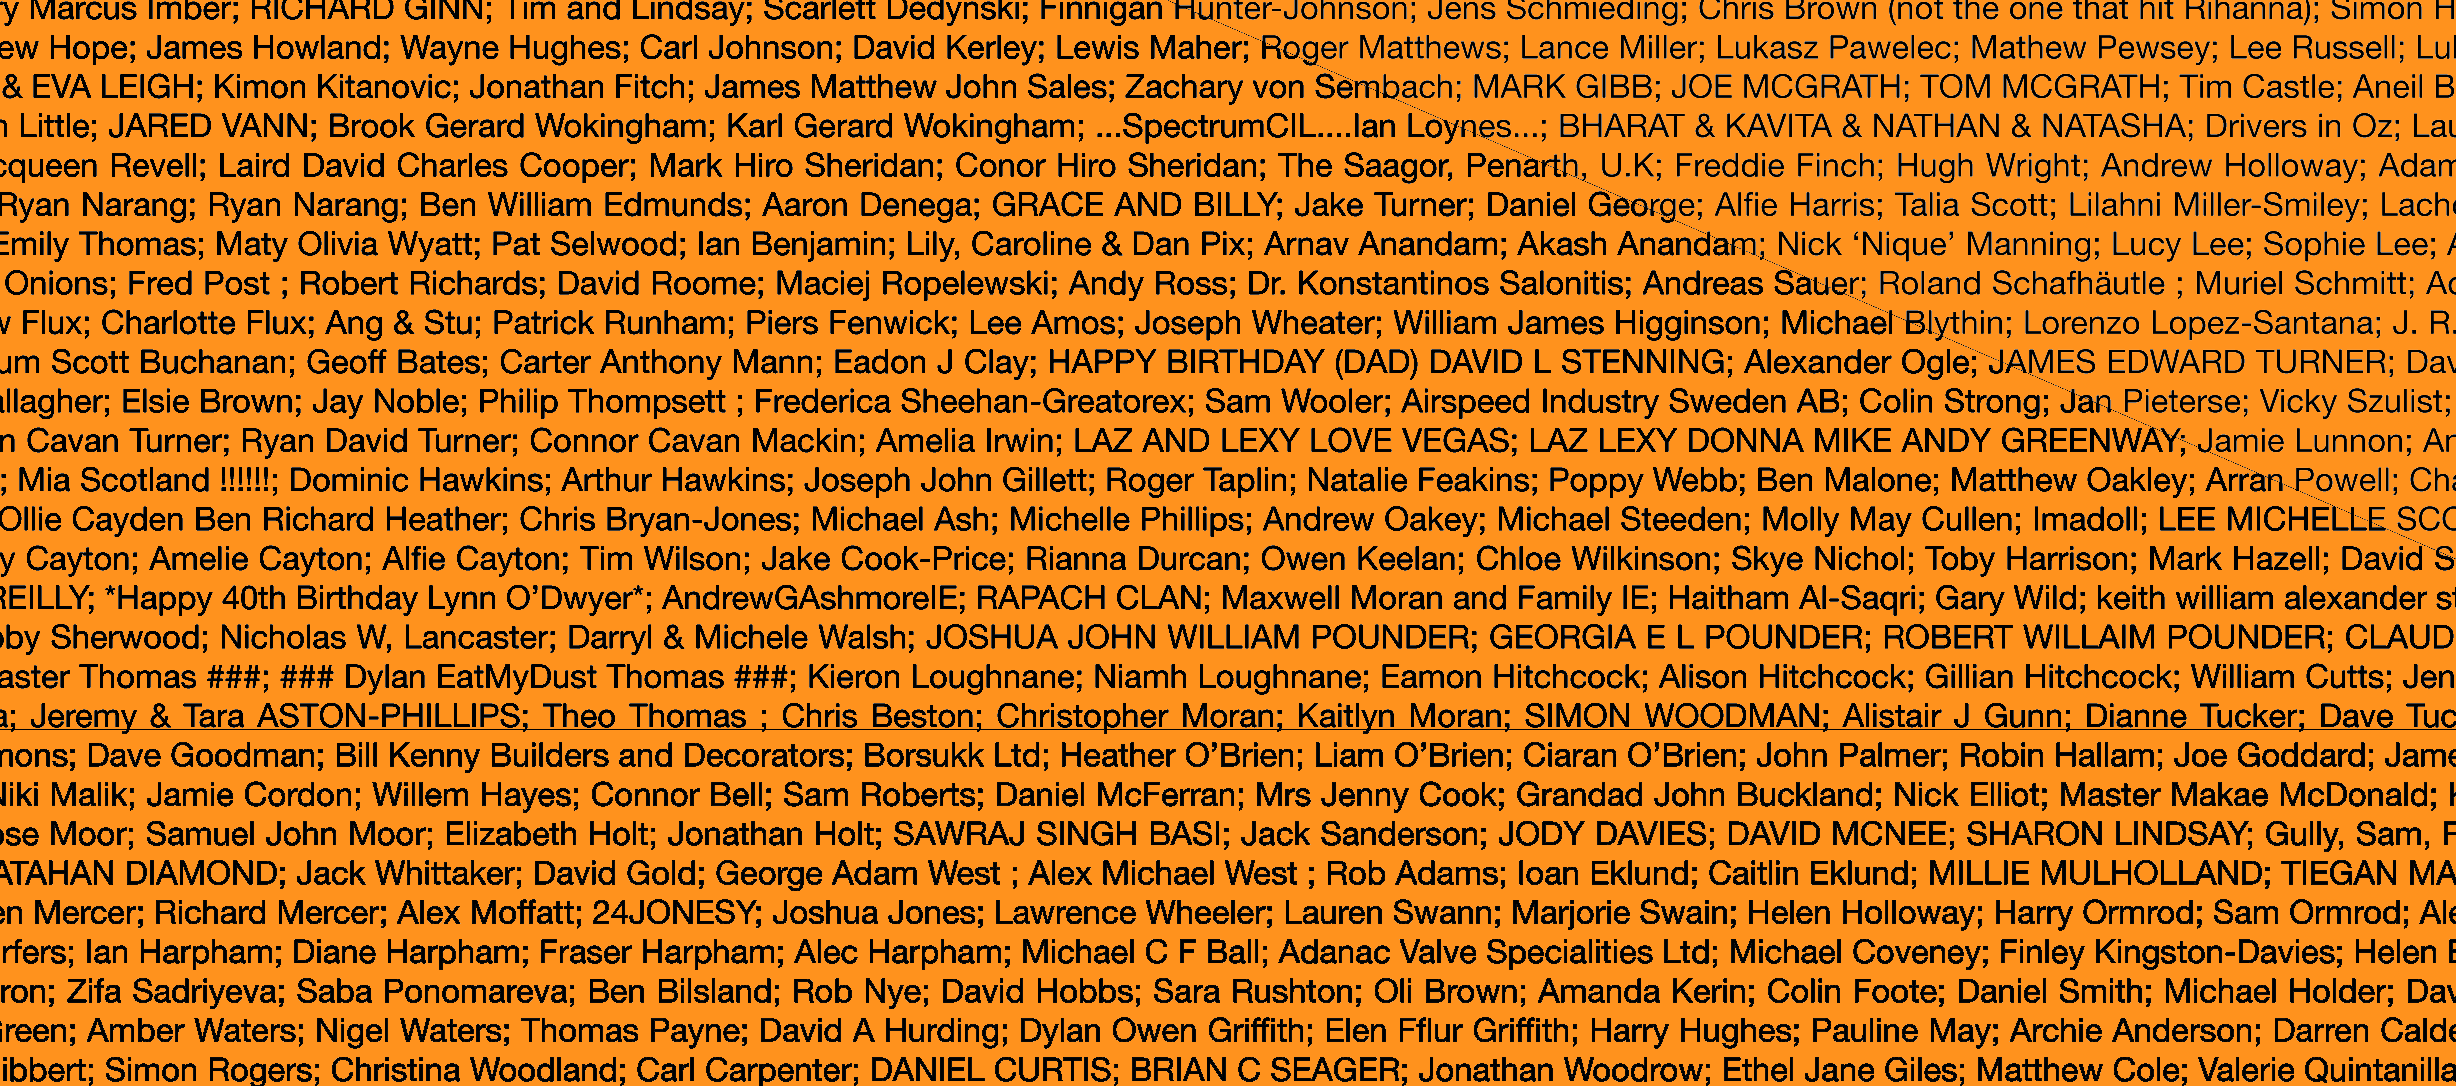 y Marcus Imber; RICHARD GINN; Tim and Lindsay; Scarlett Dedynski; Finnigan Hunter-Johnson; Jens Schmieding; Chris Brown (not the one that hit Rihanna); Simon H
ew Hope; James Howland; Wayne Hughes; Carl Johnson; David Kerley; Lewis Maher; Roger Matthews; Lance Miller; Lukasz Pawelec; Mathew Pewsey; Lee Russell; Lu
& EVA LEIGH; Kimon Kitanovic; Jonathan Fitch; James Matthew John Sales; Zachary von Sembach; MARK GIBB; JOE MCGRATH; TOM MCGRATH; Tim Castle; Aneil B
n Little; JARED VANN; Brook Gerard Wokingham; Karl Gerard Wokingham; ...SpectrumCIL....Ian Loynes...; BHARAT & KAVITA & NATHAN & NATASHA; Drivers in Oz; Lau
cqueen Revell; Laird David Charles Cooper; Mark Hiro Sheridan; Conor Hiro Sheridan; The Saagor, Penarth, U.K; Freddie Finch; Hugh Wright; Andrew Holloway; Adam
Ryan Narang; Ryan Narang; Ben William Edmunds; Aaron Denega; GRACE AND BILLY; Jake Turner; Daniel George; Alfie Harris; Talia Scott; Lilahni Miller-Smiley; Lach
Emily Thomas; Maty Olivia Wyatt; Pat Selwood; Ian Benjamin; Lily, Caroline & Dan Pix; Arnav Anandam; Akash Anandam; Nick ‘Nique’ Manning; Lucy Lee; Sophie Lee; A
Onions; Fred Post ; Robert Richards; David Roome; Maciej Ropelewski; Andy Ross; Dr. Konstantinos Salonitis; Andreas Sauer; Roland Schafhäutle ; Muriel Schmitt; Ad
w Flux; Charlotte Flux; Ang & Stu; Patrick Runham; Piers Fenwick; Lee Amos; Joseph Wheater; William James Higginson; Michael Blythin; Lorenzo Lopez-Santana; J. R.
um Scott Buchanan; Geoff Bates; Carter Anthony Mann; Eadon J Clay; HAPPY BIRTHDAY (DAD) DAVID L STENNING; Alexander Ogle; JAMES EDWARD TURNER; Dav
allagher; Elsie Brown; Jay Noble; Philip Thompsett ; Frederica Sheehan-Greatorex; Sam Wooler; Airspeed Industry Sweden AB; Colin Strong; Jan Pieterse; Vicky Szulist;
n Cavan Turner; Ryan David Turner; Connor Cavan Mackin; Amelia Irwin; LAZ AND LEXY LOVE VEGAS; LAZ LEXY DONNA MIKE ANDY GREENWAY; Jamie Lunnon; An
; Mia Scotland !!!!!!; Dominic Hawkins; Arthur Hawkins; Joseph John Gillett; Roger Taplin; Natalie Feakins; Poppy Webb; Ben Malone; Matthew Oakley; Arran Powell; Cha
Ollie Cayden Ben Richard Heather; Chris Bryan-Jones; Michael Ash; Michelle Phillips; Andrew Oakey; Michael Steeden; Molly May Cullen; Imadoll; LEE MICHELLE SCO
y Cayton; Amelie Cayton; Alfie Cayton; Tim Wilson; Jake Cook-Price; Rianna Durcan; Owen Keelan; Chloe Wilkinson; Skye Nichol; Toby Harrison; Mark Hazell; David S
REILLY; *Happy 40th Birthday Lynn O’Dwyer*; AndrewGAshmoreIE; RAPACH CLAN; Maxwell Moran and Family IE; Haitham Al-Saqri; Gary Wild; keith william alexander st
bby Sherwood; Nicholas W, Lancaster; Darryl & Michele Walsh; JOSHUA JOHN WILLIAM POUNDER; GEORGIA E L POUNDER; ROBERT WILLAIM POUNDER; CLAUD
aster Thomas ###; ### Dylan EatMyDust Thomas ###; Kieron Loughnane; Niamh Loughnane; Eamon Hitchcock; Alison Hitchcock; Gillian Hitchcock; William Cutts; Jen
a; Jeremy & Tara ASTON-PHILLIPS; Theo Thomas ; Chris Beston; Christopher Moran; Kaitlyn Moran; SIMON WOODMAN; Alistair J Gunn; Dianne Tucker; Dave Tuc
mons; Dave Goodman; Bill Kenny Builders and Decorators; Borsukk Ltd; Heather O’Brien; Liam O’Brien; Ciaran O’Brien; John Palmer; Robin Hallam; Joe Goddard; Jame
Niki Malik; Jamie Cordon; Willem Hayes; Connor Bell; Sam Roberts; Daniel McFerran; Mrs Jenny Cook; Grandad John Buckland; Nick Elliot; Master Makae McDonald;
ose Moor; Samuel John Moor; Elizabeth Holt; Jonathan Holt; SAWRAJ SINGH BASI; Jack Sanderson; JODY DAVIES; DAVID MCNEE; SHARON LINDSAY; Gully, Sam, F
ATAHAN DIAMOND; Jack Whittaker; David Gold; George Adam West ; Alex Michael West ; Rob Adams; Ioan Eklund; Caitlin Eklund; MILLIE MULHOLLAND; TIEGAN MA
en Mercer; Richard Mercer; Alex Moffatt; 24JONESY; Joshua Jones; Lawrence Wheeler; Lauren Swann; Marjorie Swain; Helen Holloway; Harry Ormrod; Sam Ormrod; Ale
rfers; Ian Harpham; Diane Harpham; Fraser Harpham; Alec Harpham; Michael C F Ball; Adanac Valve Specialities Ltd; Michael Coveney; Finley Kingston-Davies; Helen E
ron; Zifa Sadriyeva; Saba Ponomareva; Ben Bilsland; Rob Nye; David Hobbs; Sara Rushton; Oli Brown; Amanda Kerin; Colin Foote; Daniel Smith; Michael Holder; Dav
Green; Amber Waters; Nigel Waters; Thomas Payne; David A Hurding; Dylan Owen Griffith; Elen Fflur Griffith; Harry Hughes; Pauline May; Archie Anderson; Darren Calde
ibbert; Simon Rogers; Christina Woodland; Carl Carpenter; DANIEL CURTIS; BRIAN C SEAGER; Jonathan Woodrow; Ethel Jane Giles; Matthew Cole; Valerie Quintanilla